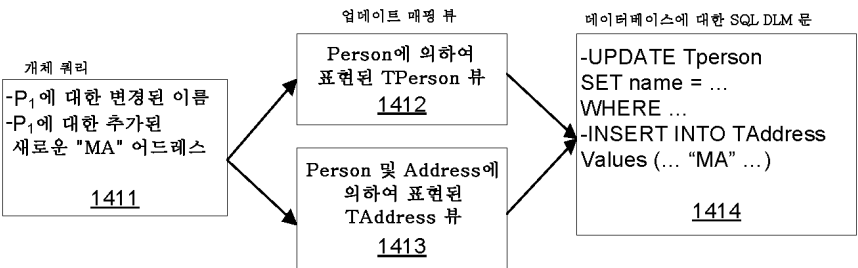 개체 쿼리
-P₁에 대한 변경된 이름
-P₁에 대한 추가된
새로운 "MA" 어드레스
1411
업데이트 매핑 뷰
Person에 의하여
표현된 TPerson 뷰
1412
Person 및 Address에
의하여 표현된
TAddress 뷰
1413
데이터베이스에 대한 SQL DLM 문
-UPDATE Tperson
SET name = ...
WHERE ...
-INSERT INTO TAddress
Values (... “MA” ...)
1414